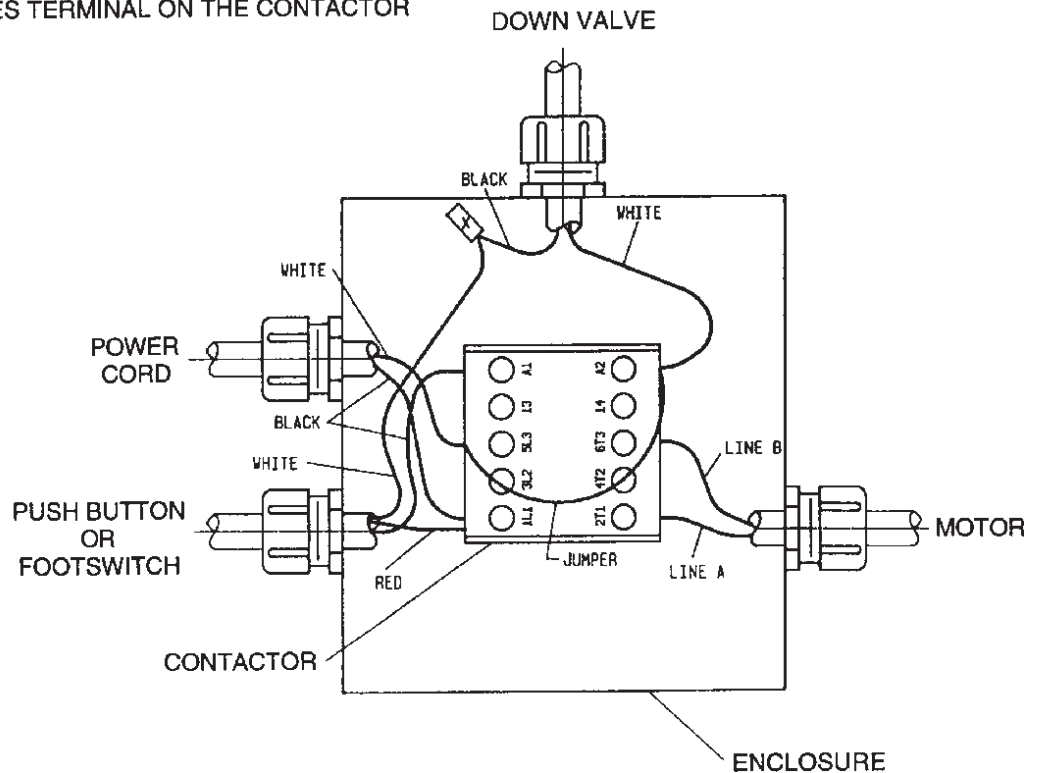 ES TERMINAL ON THE CONTACTOR
DOWN VALVE
BLACK
WHITE
WHITE
POWER
CORD
A1
A2
13
14
BLACK
5L3
6T3
LINE B
WHITE
3L2
4T2
PUSH BUTTON
OR
FOOTSWITCH
1L1
2T1
MOTOR
JUMPER
LINE A
RED
CONTACTOR
ENCLOSURE